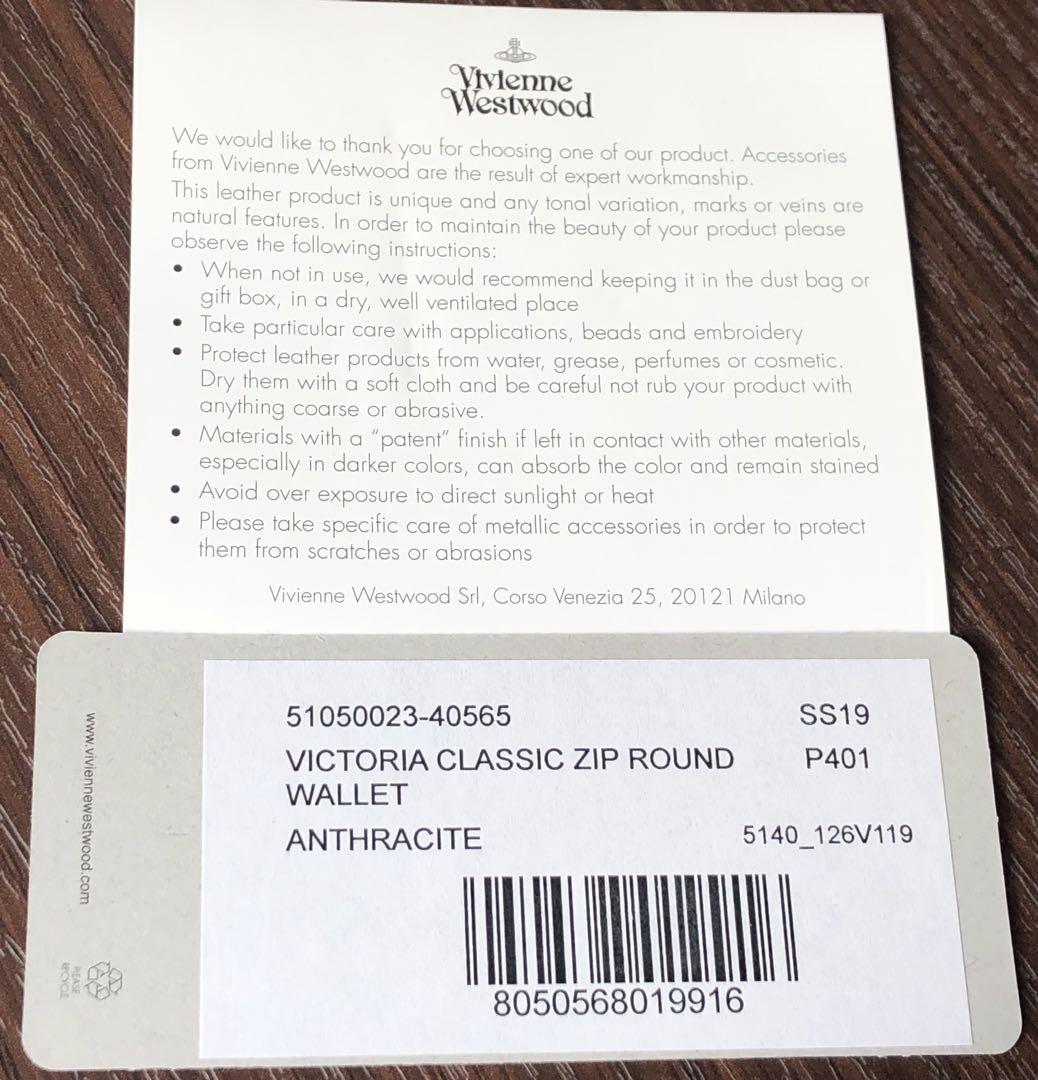 Vivienne
Westwood
We would like to thank you for choosing one of our product. Accessories
from Vivienne Westwood are the result of expert workmanship.
This leather product is unique and any tonal variation, marks or veins are
natural features. In order to maintain the beauty of your product please
observe the following instructions:
• When not in use, we would recommend keeping it in the dust bag or
gift box, in a dry, well ventilated place
• Take particular care with applications, beads and embroidery
• Protect leather products from water, grease, perfumes or cosmetic.
Dry them with a soft cloth and be careful not rub your product with
anything coarse or abrasive.
• Materials with a “patent” finish if left in contact with other materials,
especially in darker colors, can absorb the color and remain stained
• Avoid over exposure to direct sunlight or heat
• Please take specific care of metallic accessories in order to protect
them from scratches or abrasions
Vivienne Westwood Srl, Corso Venezia 25, 20121 Milano
www.viviennewestwood.com
PLEASE
RECYCLE
51050023-40565 SS19
VICTORIA CLASSIC ZIP ROUND P401
WALLET
ANTHRACITE 5140_126V119
8050568019916